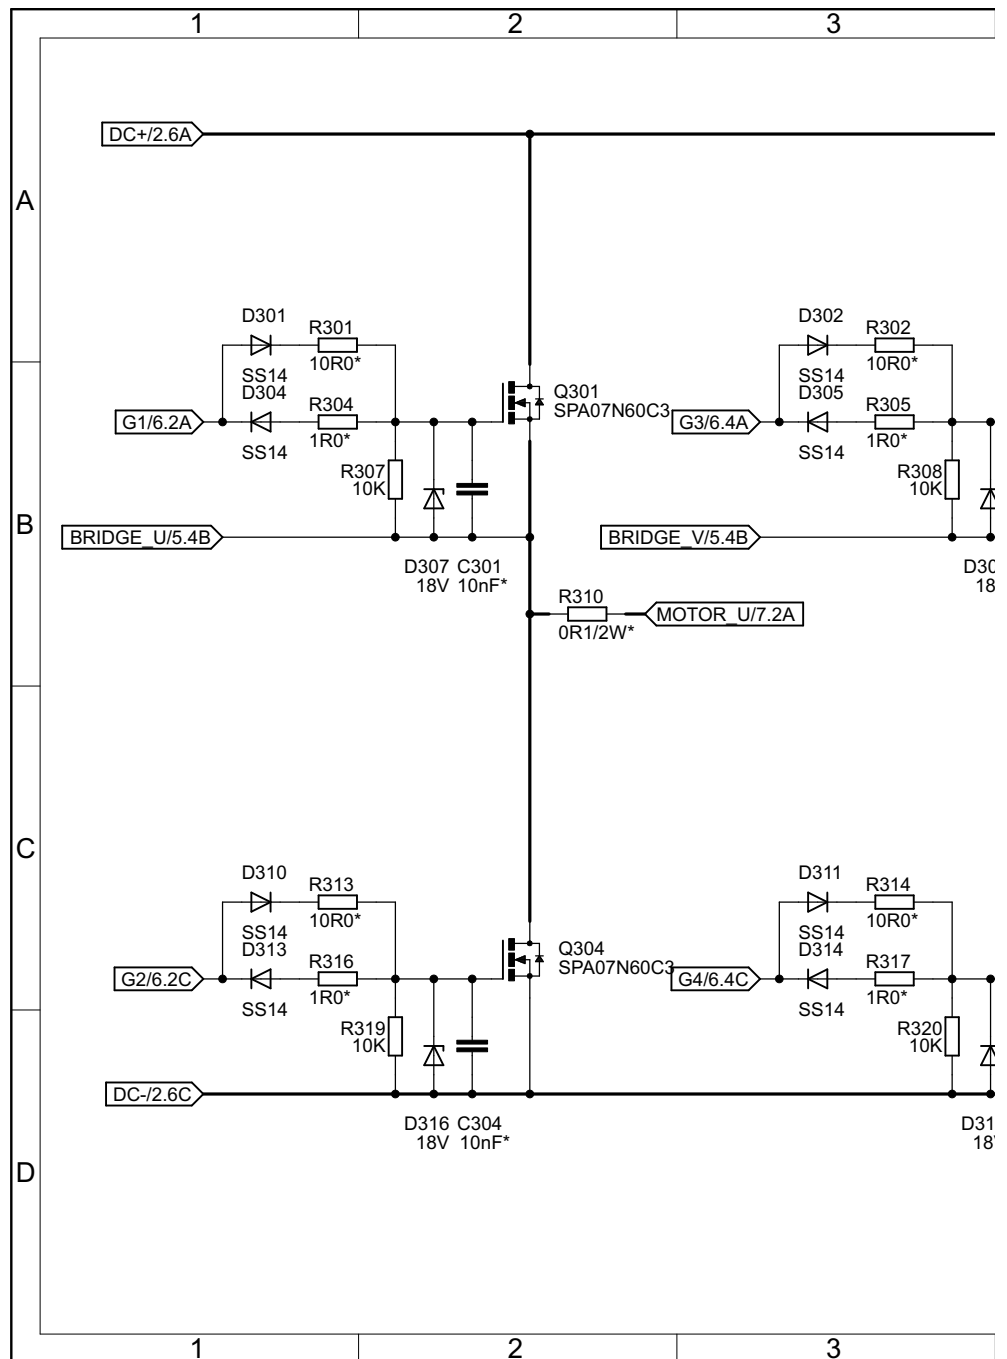 1 2 3
DC+/2.6A
A
D301 D302
R301 R302
10R0* 10R0*
SS14 SS14
D304 D305
Q301
SPA07N60C3
R304 R305
G1/6.2A G3/6.4A
1R0* 1R0*
SS14 SS14
R307 R308
10K 10K
B
BRIDGE_U/5.4B BRIDGE_V/5.4B
D307 C301 D30
18V 10nF* 18
R310
MOTOR_U/7.2A
0R1/2W*
C
D310 D311
R313 R314
10R0* 10R0*
SS14 SS14
D313 D314
Q304
SPA07N60C3
R316 R317
G2/6.2C G4/6.4C
1R0* 1R0*
SS14 SS14
R319 R320
10K 10K
DC-/2.6C
D316 C304 D31
18V 10nF* 18
D
1 2 3